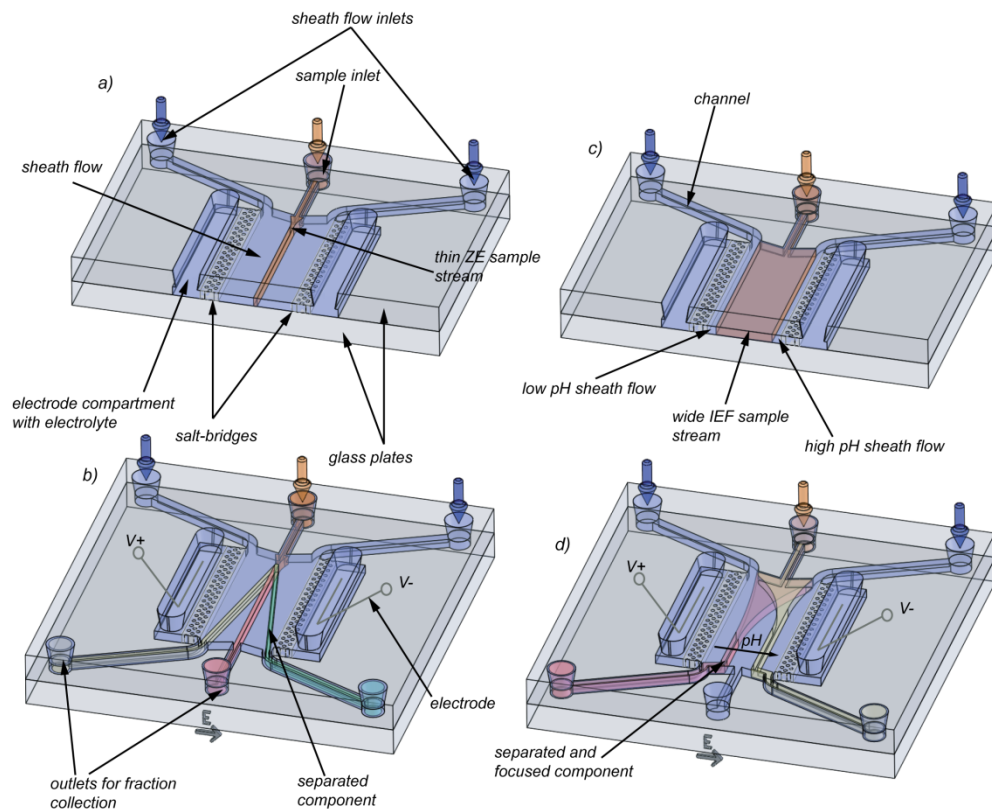 sheath flow inlets
a)
sample inlet
sheath flow
thin ZE sample
stream
electrode compartment
with electrolyte
salt-bridges
glass plates
c)
channel
low pH sheath flow
wide IEF sample
stream
high pH sheath flow
b)
V+
V-
electrode
E
outlets for fraction
collection
separated
component
d)
V+
V-
pH
separated and
focused component
E